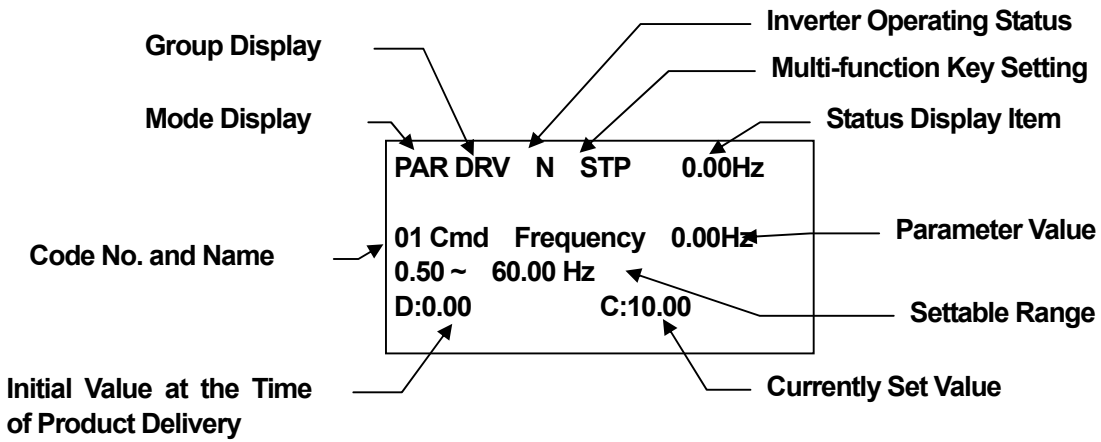 Inverter Operating Status
Group Display
Multi-function Key Setting
Mode Display
Status Display Item
PAR DRV N STP 0.00Hz
01 Cmd Frequency 0.00Hz
Parameter Value
Code No. and Name
0.50 ~ 60.00 Hz
D:0.00 C:10.00
Settable Range
Initial Value at the Time
of Product Delivery
Currently Set Value